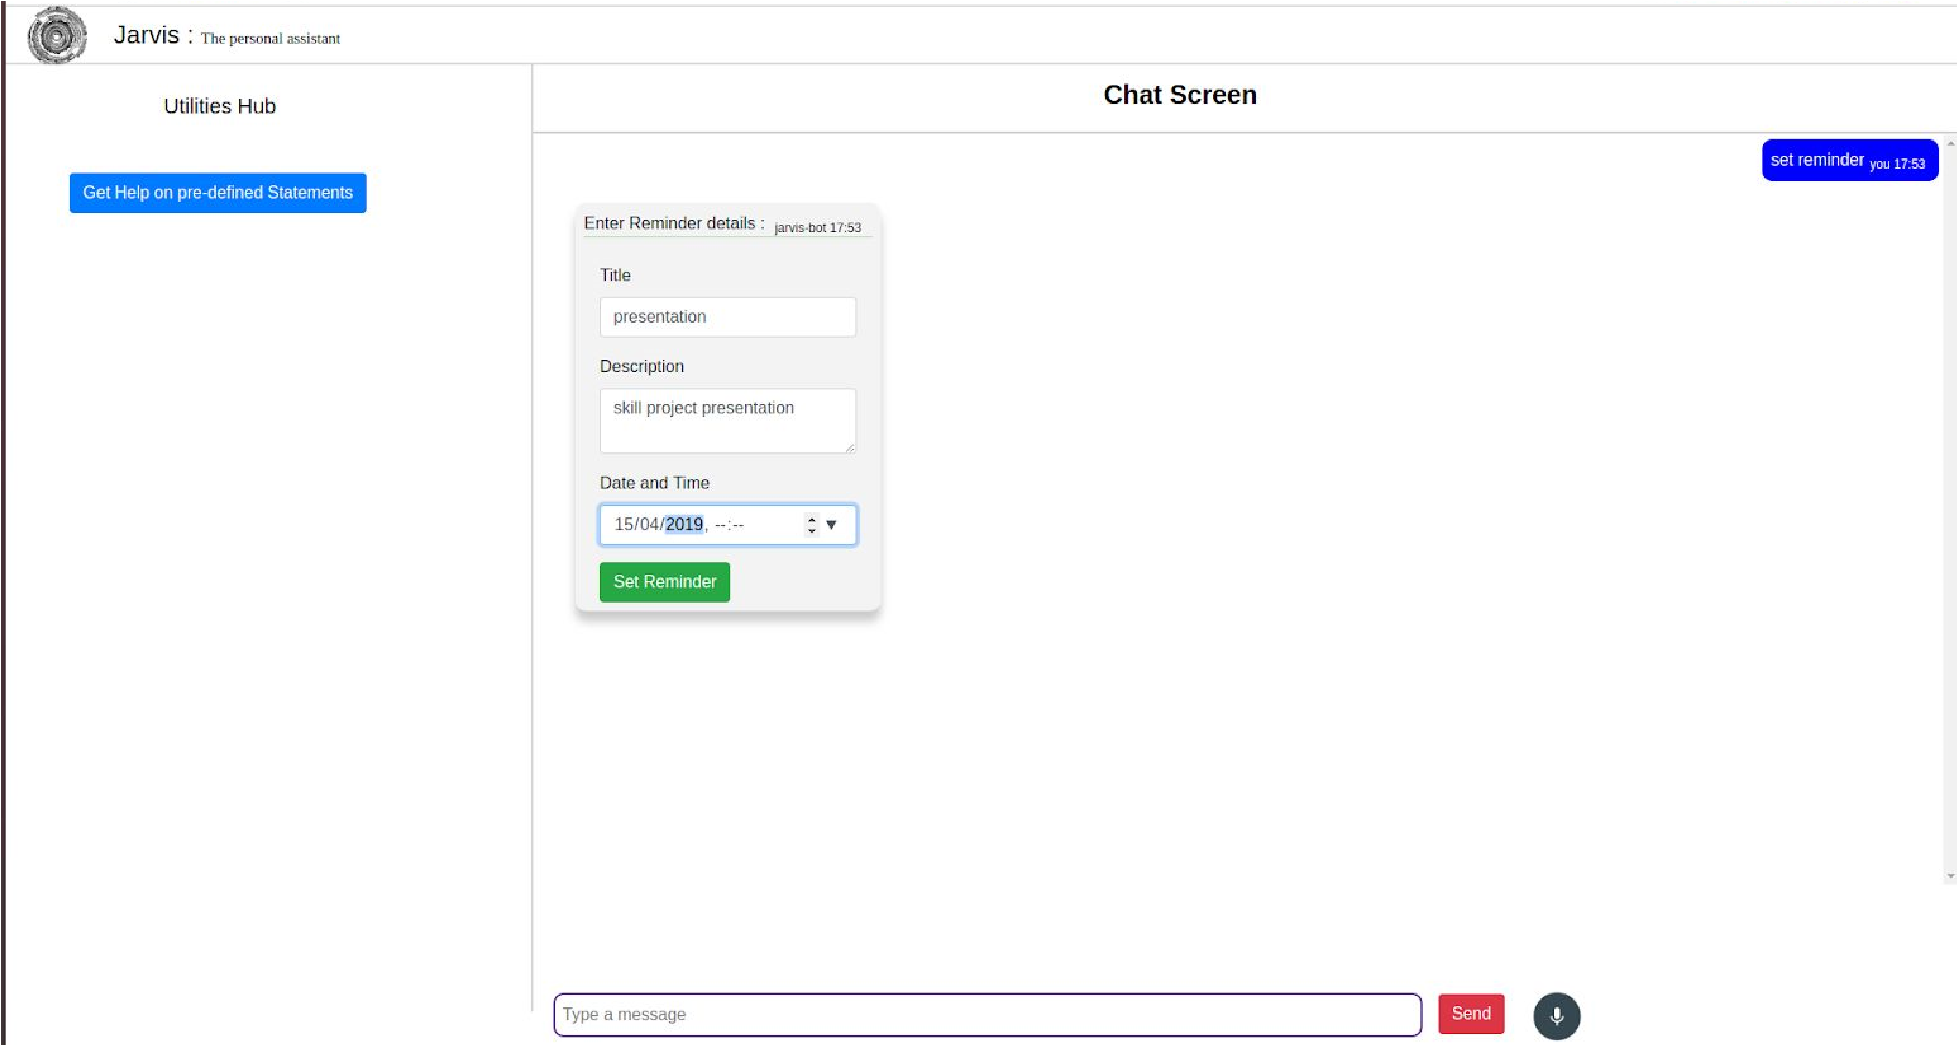 Jarvis : The personal assistant
Utilities Hub
Get Help on pre-defined Statements
Chat Screen
set reminder you 17:53
Enter Reminder details : jarvis-bot 17:53
Title
presentation
Description
skill project presentation
Date and Time
15/04/2019, --:--
Set Reminder
Type a message
Send